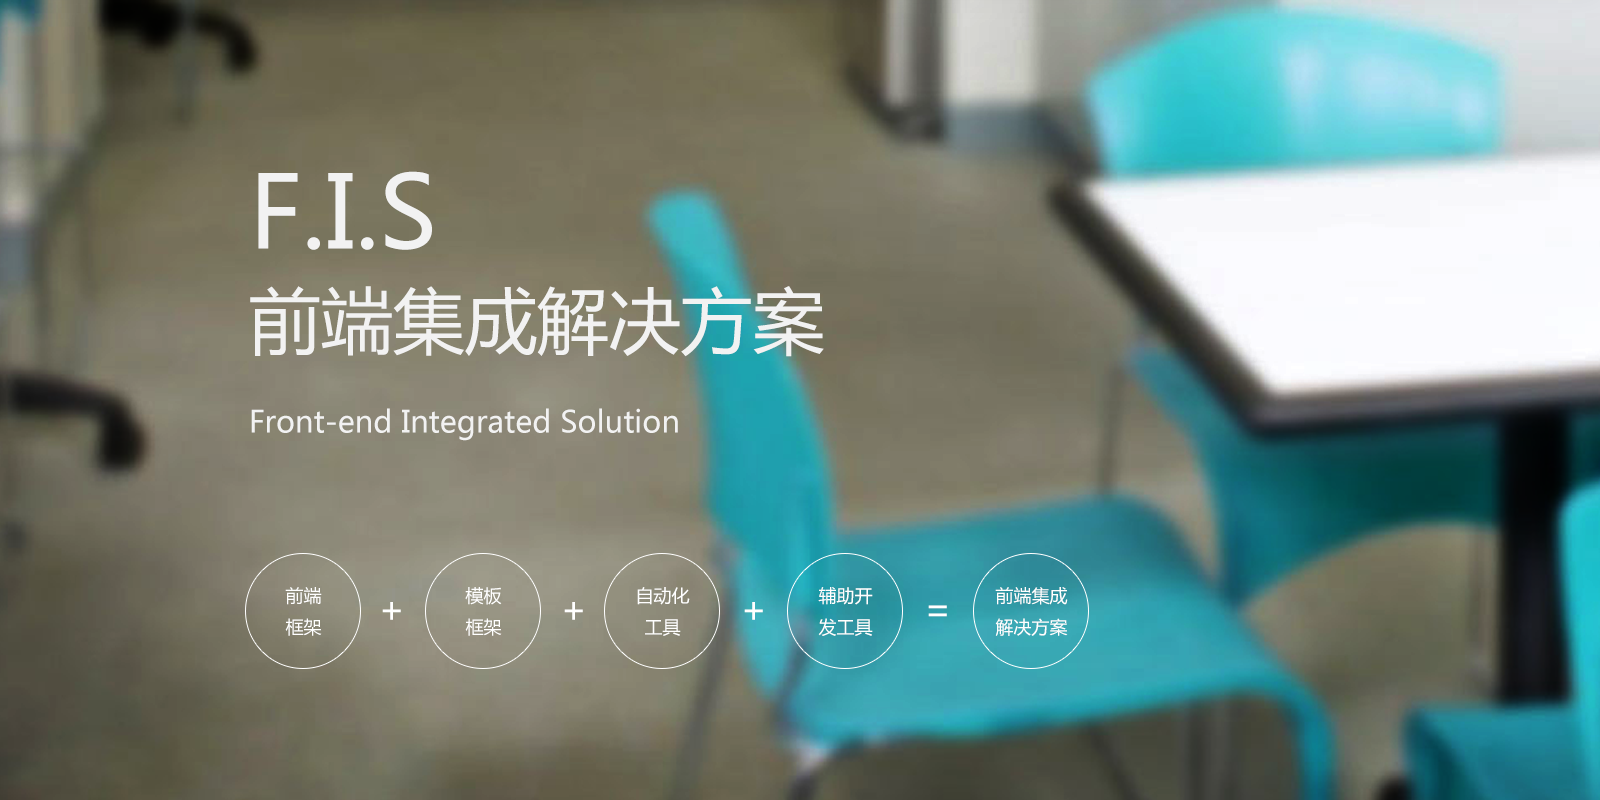 F.I.S
前端集成解决方案
Front-end Integrated Solution
前端
框架
+
模板
框架
+
自动化
工具
+
辅助开
发工具
=
前端集成
解决方案